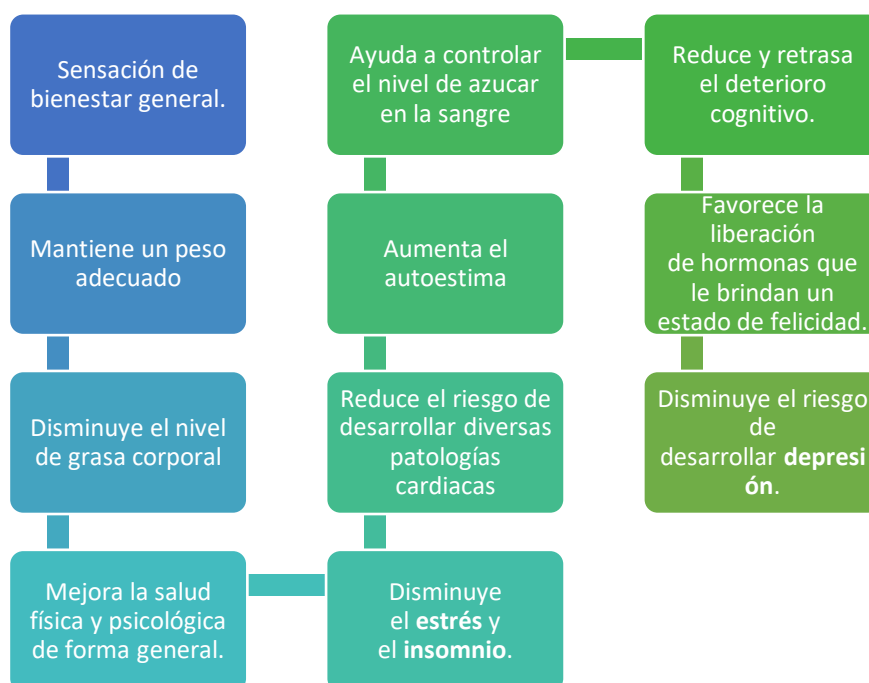 Sensación de
bienestar general.
Mantiene un peso
adecuado
Disminuye el nivel
de grasa corporal
Mejora la salud
física y psicológica
de forma general.
Disminuye
el estrés y
el insomnio.
Reduce el riesgo de
desarrollar diversas
patologías
cardiacas
Aumenta el
autoestima
Ayuda a controlar
el nivel de azucar
en la sangre
Reduce y retrasa
el deterioro
cognitivo.
Favorece la
liberación
de hormonas que
le brindan un
estado de felicidad.
Disminuye el riesgo
de
desarrollar depresi
ón.